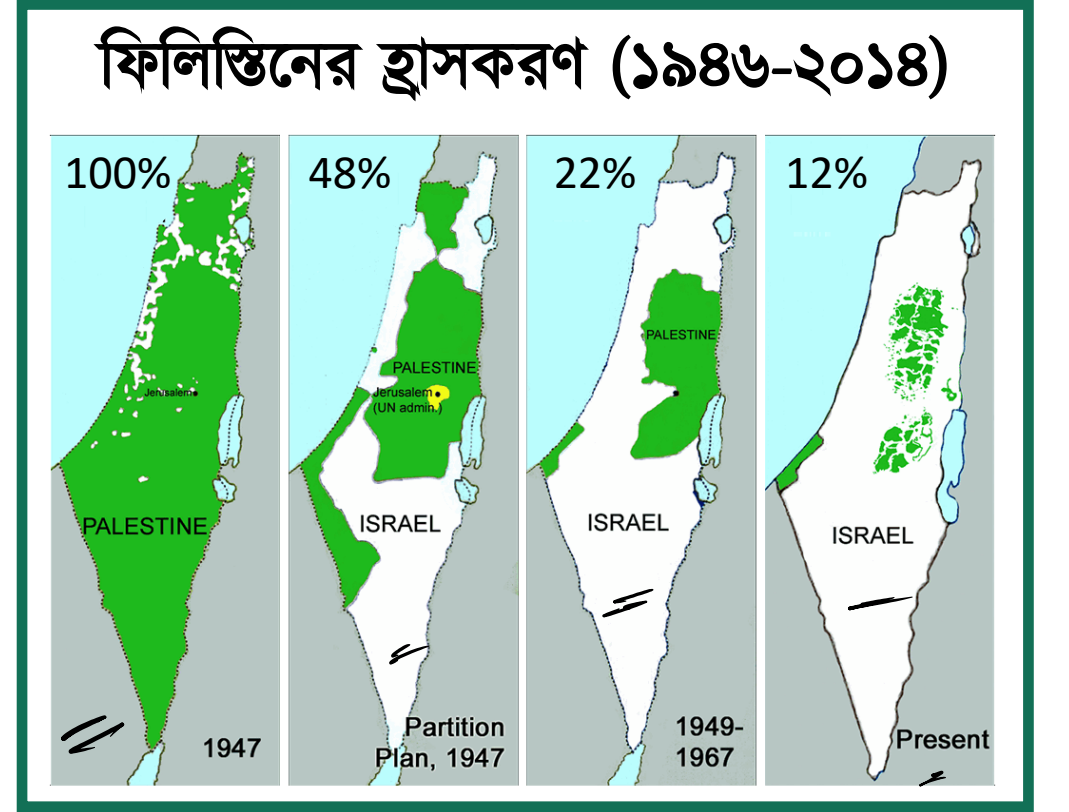 ফিলিস্তিনের হ্রাসকরণ (১৯৪৬-২০১৪)
100%
Jerusalem
PALESTINE
1947
48%
PALESTINE
Jerusalem
(UN admin.)
ISRAEL
Partition
Plan, 1947
22%
PALESTINE
ISRAEL
1949-
1967
12%
ISRAEL
Present